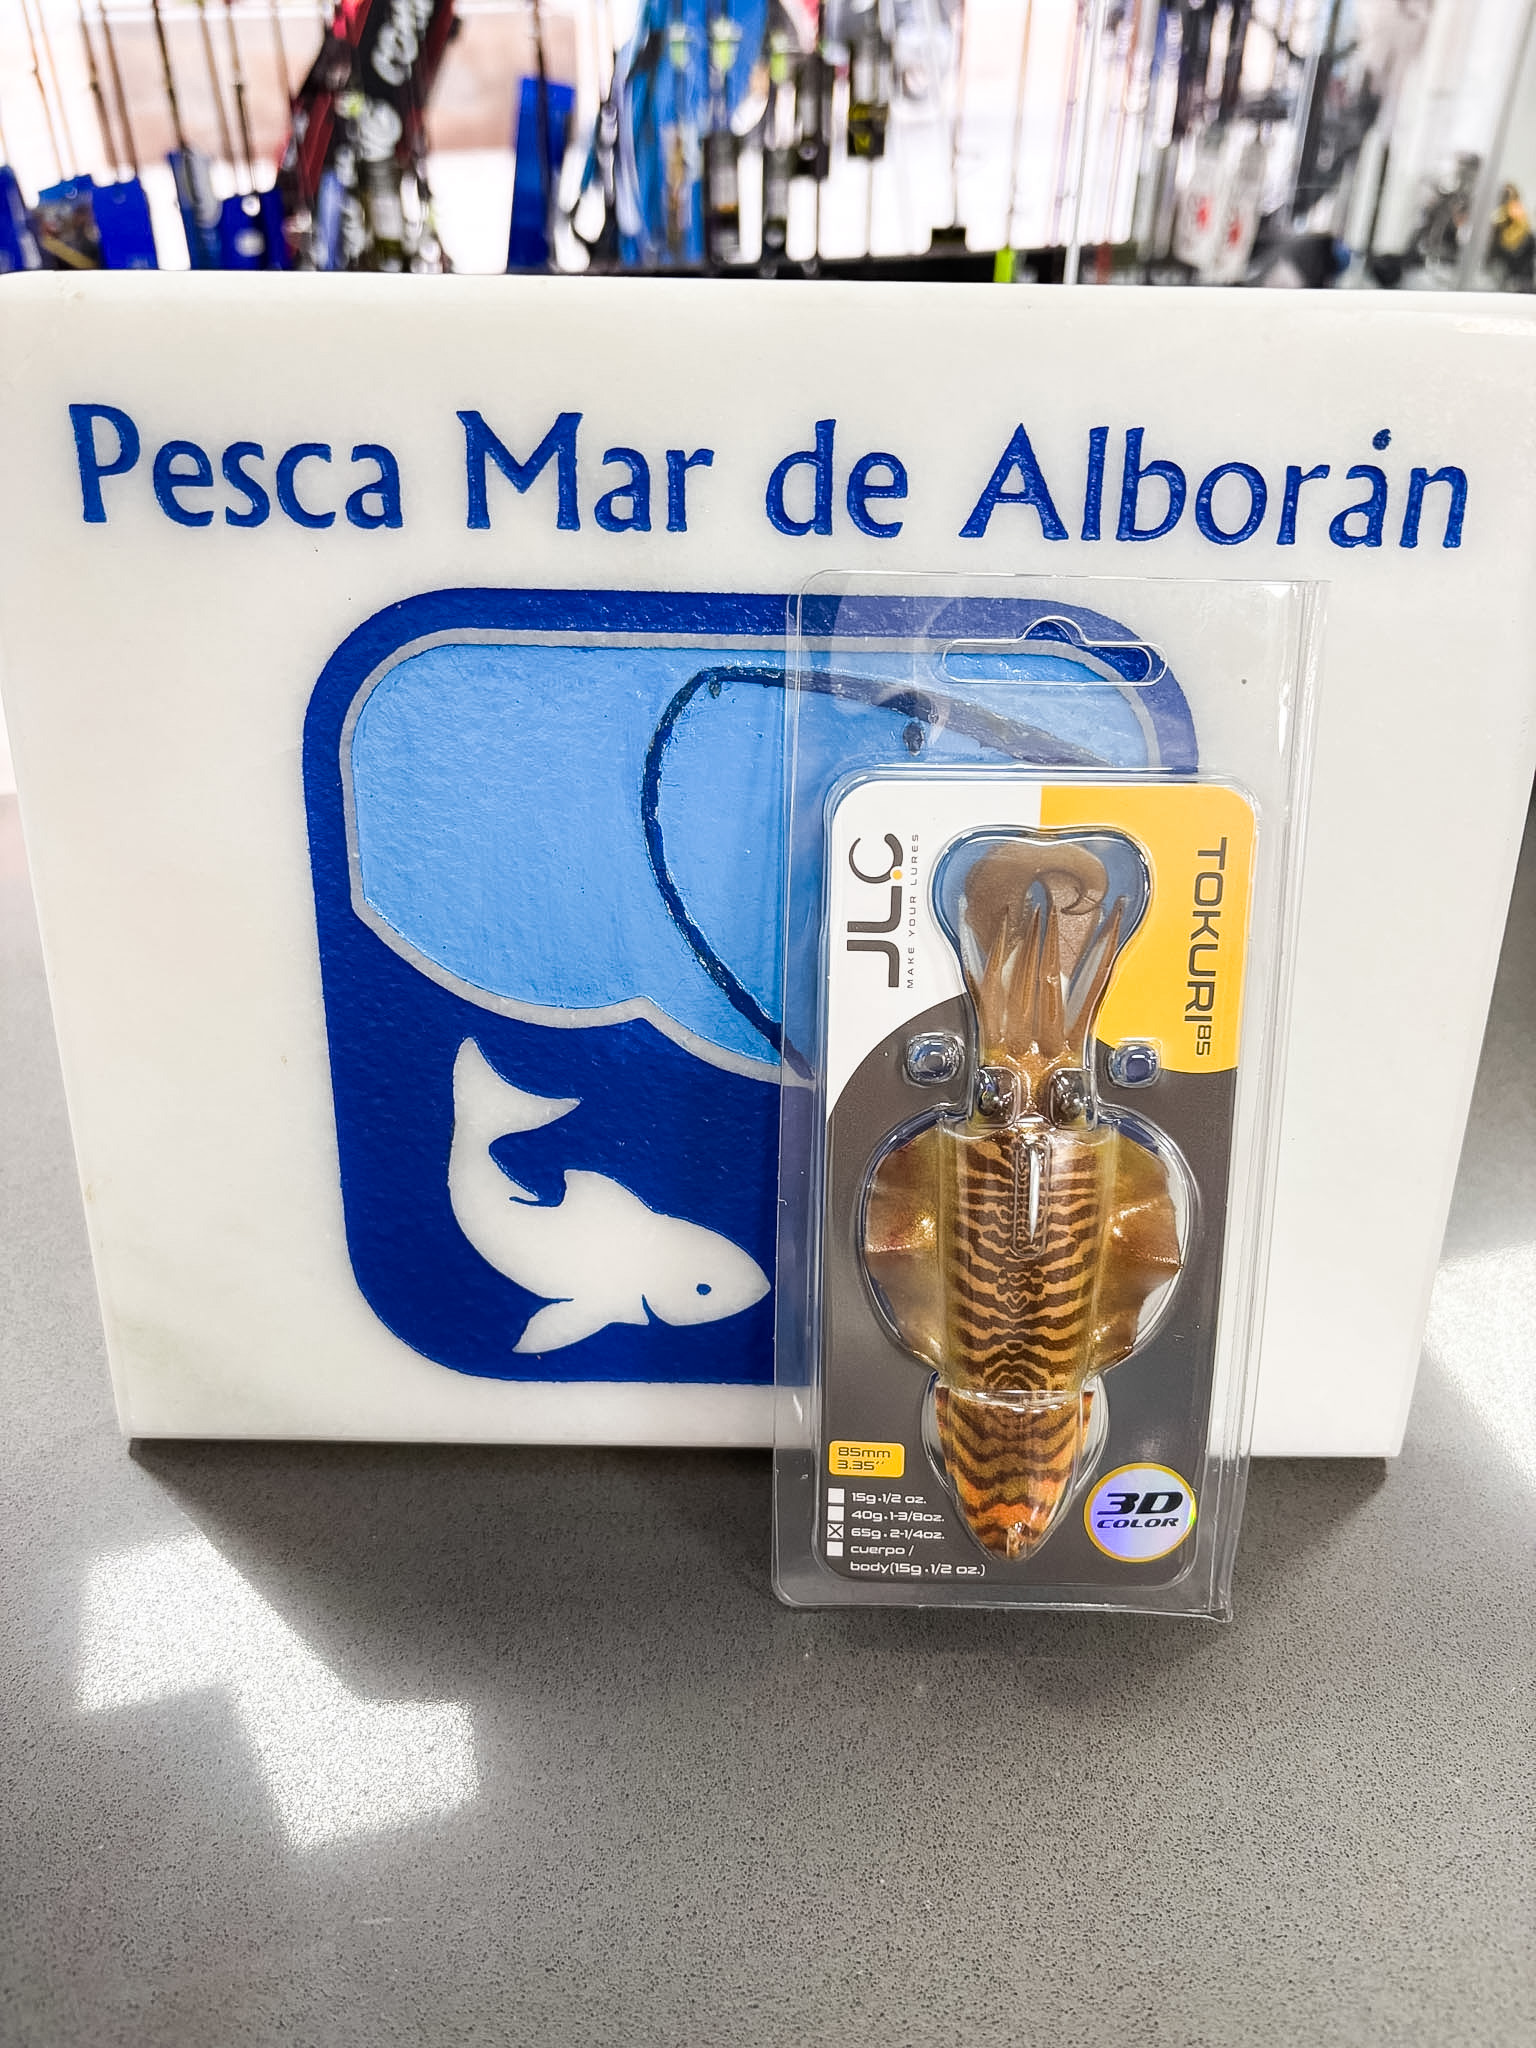 Pesca Mar de Alborán
JLC
MAKE YOUR LURES
TOKURI85
85mm
3.35''
15g.1/2 oz.
40g.1-3/8oz.
65g.2-1/4oz.
cuerpo /
body(15g.1/2 oz.)
3D
COLOR